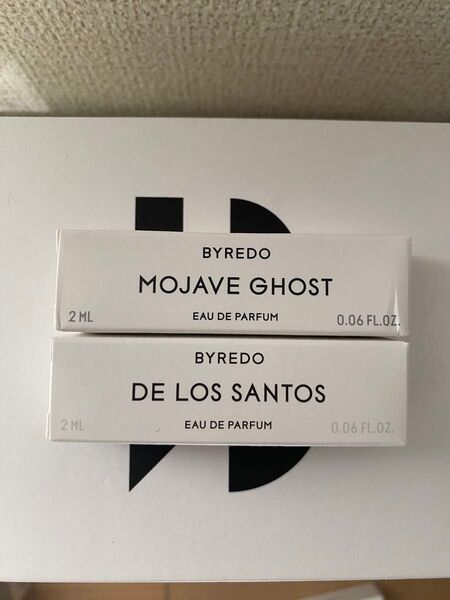 BYREDO
MOJAVE GHOST
2 ML EAU DE PARFUM 0.06 FL.OZ.
BYREDO
DE LOS SANTOS
2 ML EAU DE PARFUM 0.06 FL.OZ.